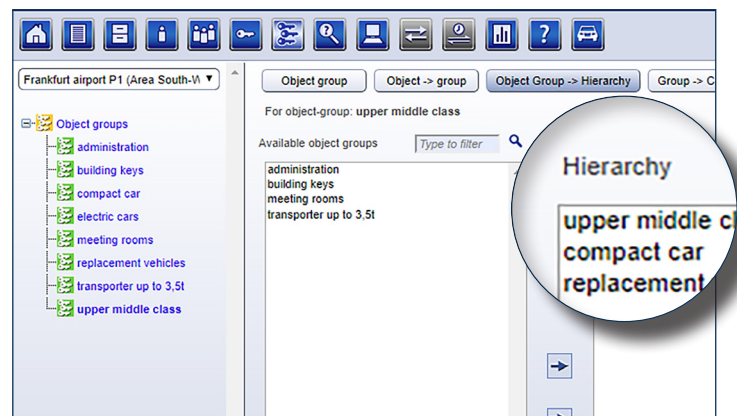 Frankfurt airport P1 (Area South-W
Object groups
administration
building keys
compact car
electric cars
meeting rooms
replacement vehicles
transporter up to 3,5t
upper middle class
Object group
Object -> group
Object Group -> Hierarchy
Group -> C
For object-group: upper middle class
Available object groups
Type to filter
administration
building keys
meeting rooms
transporter up to 3,5t
Hierarchy
upper middle cl
compact car
replacement